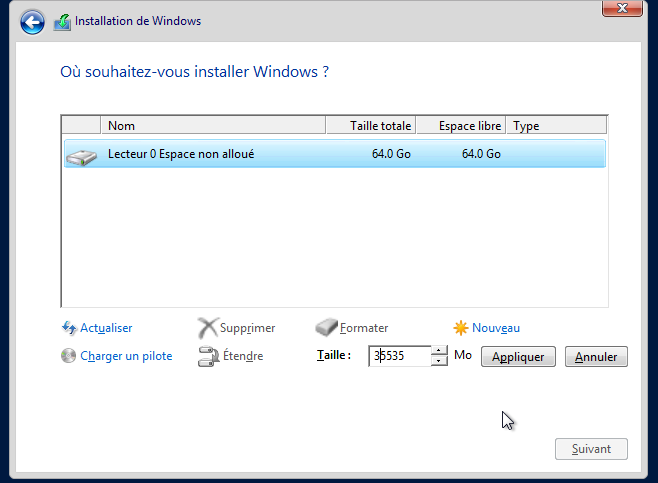 Installation de Windows
Où souhaitez-vous installer Windows ?
Nom Taille totale Espace libre Type
Lecteur 0 Espace non alloué 64.0 Go 64.0 Go
Actualiser Supprimer Formater Nouveau
Charger un pilote Étendre Taille : 35535 Mo Appliquer Annuler
Suivant